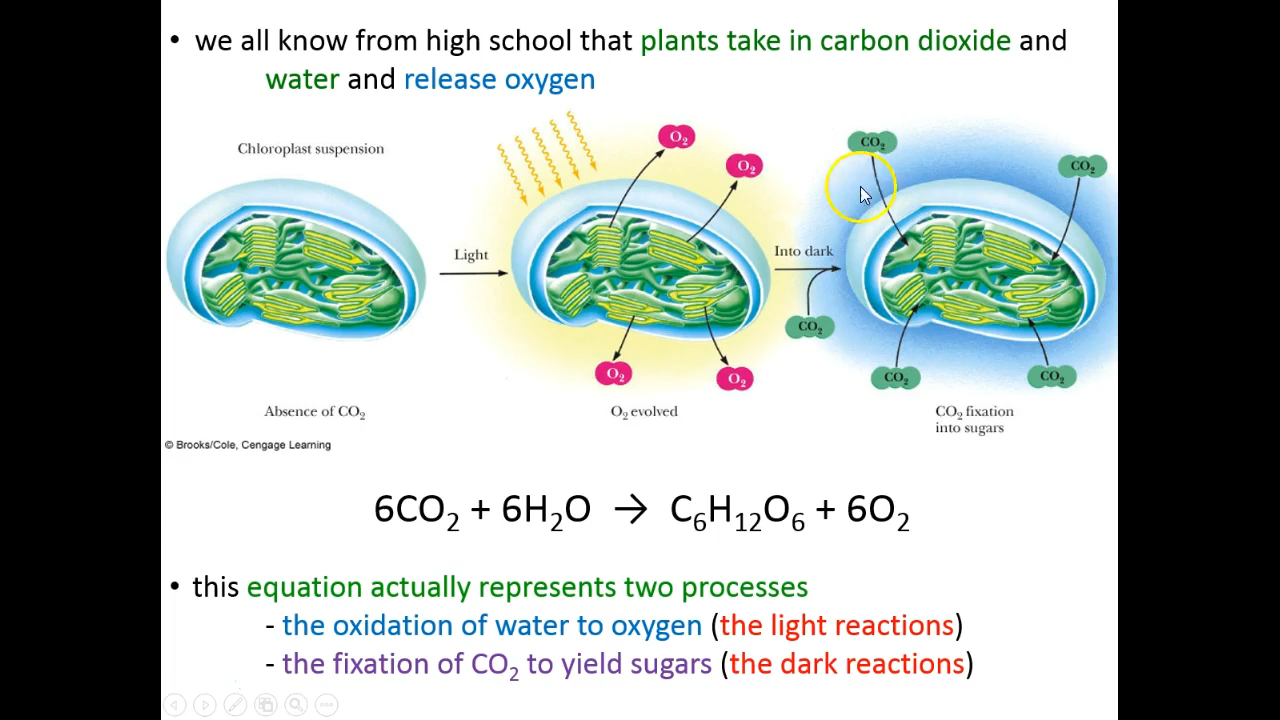 • we all know from high school that plants take in carbon dioxide and
water and release oxygen
Chloroplast suspension
O₂
O₂
CO₂
CO₂
Light
Into dark
CO₂
O₂
O₂
CO₂
CO₂
Absence of CO₂
O₂ evolved
CO₂ fixation
into sugars
© Brooks/Cole, Cengage Learning
6CO₂ + 6H₂O → C₆H₁₂O₆ + 6O₂
• this equation actually represents two processes
- the oxidation of water to oxygen (the light reactions)
- the fixation of CO₂ to yield sugars (the dark reactions)